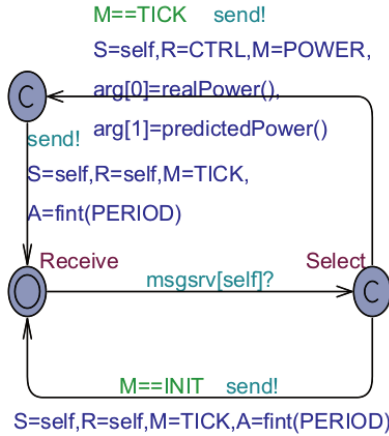 M==TICK send!
S=self,R=CTRL,M=POWER,
C
arg[0]=realPower(),
arg[1]=predictedPower()
send!
S=self,R=self,M=TICK,
A=fint(PERIOD)
Receive
Select
msgsrv[self]?
C
M==INIT send!
S=self,R=self,M=TICK,A=fint(PERIOD)